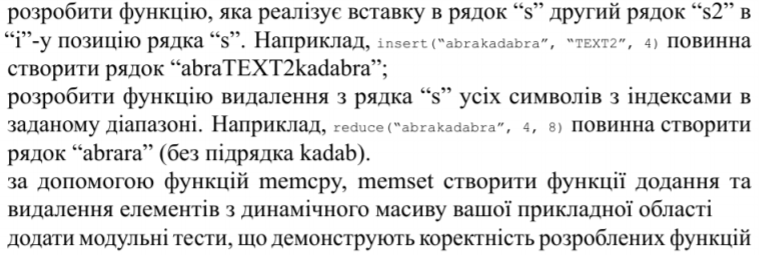 розробити функцію, яка реалізує вставку в рядок “s” другий рядок “s2” в
“i”-у позицію рядка “s”. Наприклад, insert(“abrakadabra”, “TEXT2”, 4) повинна
створити рядок “abraTEXT2kadabra”;
розробити функцію видалення з рядка “s” усіх символів з індексами в
заданому діапазоні. Наприклад, reduce(“abrakadabra”, 4, 8) повинна створити
рядок “abrara” (без підрядка kadab).
за допомогою функцій memcpy, memset створити функції додання та
видалення елементів з динамічного масиву вашої прикладної області
додати модульні тести, що демонструють коректність розроблених функцій